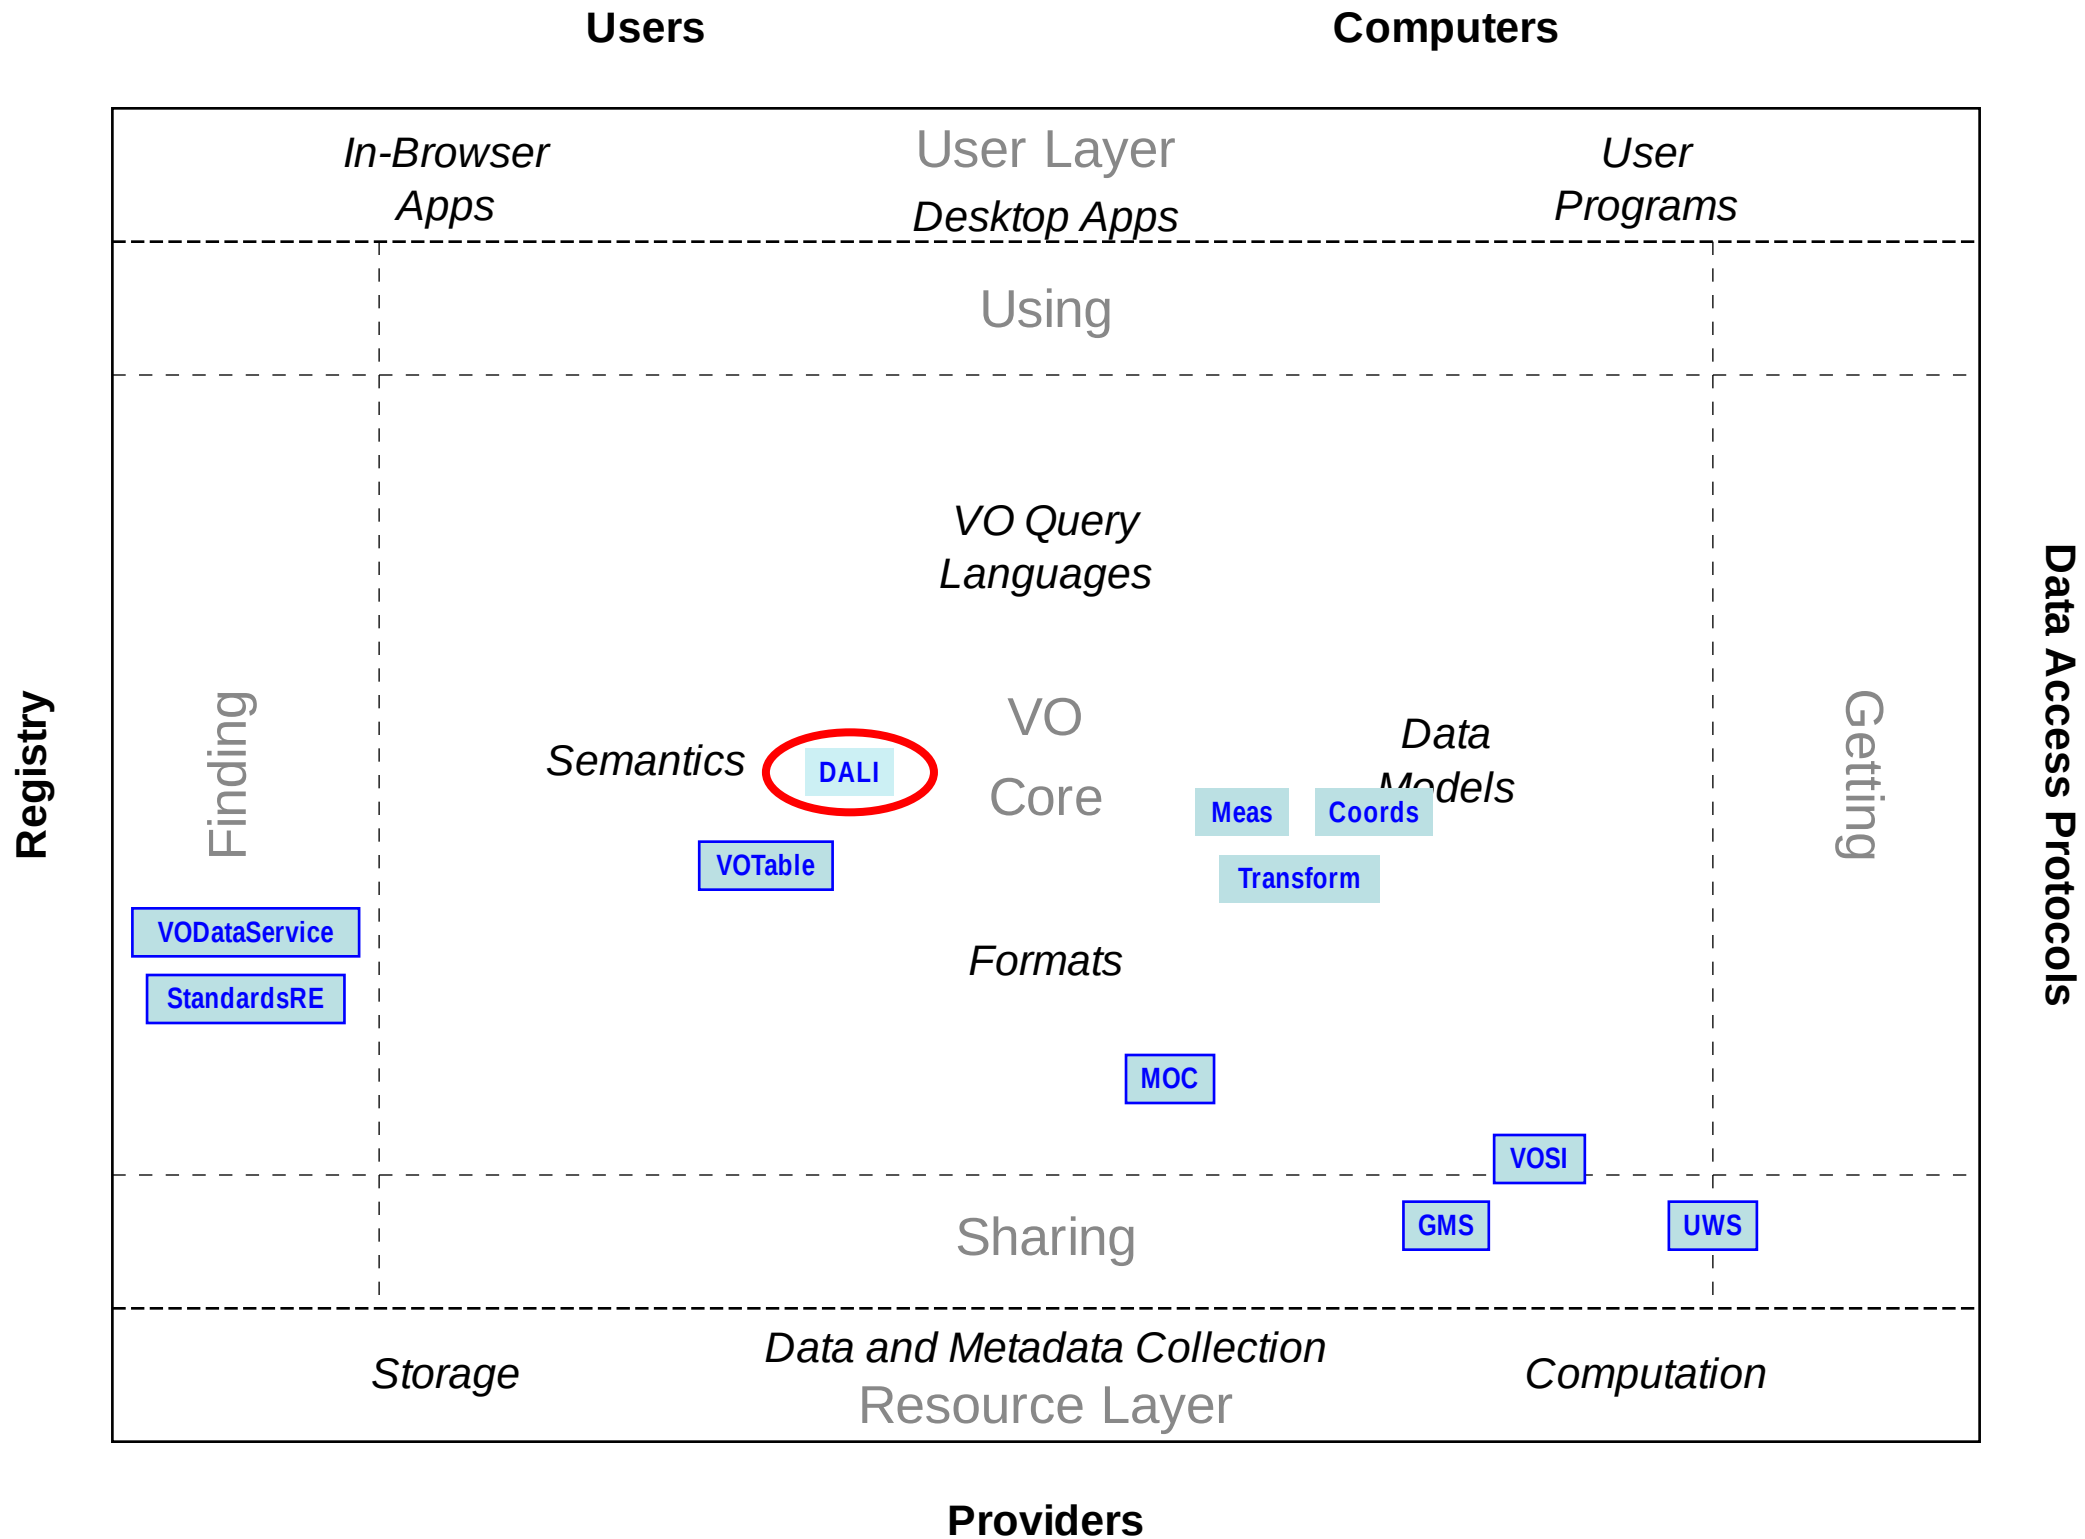 Users
Computers
In-Browser
Apps
User Layer
Desktop Apps
User
Programs
Using
VO Query
Languages
Registry
Finding
Semantics
DALI
VO
Core
Data
Models
Meas
Coords
Transform
VOTable
VODataService
StandardsRE
Formats
MOC
VOSI
GMS
UWS
Getting
Data Access Protocols
Sharing
Storage
Data and Metadata Collection
Resource Layer
Computation
Providers